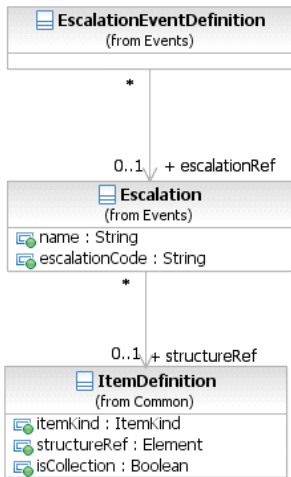 EscalationEventDefinition
(from Events)
*
0..1 + escalationRef
Escalation
(from Events)
name : String
escalationCode : String
*
0..1 + structureRef
ItemDefinition
(from Common)
itemKind : ItemKind
structureRef : Element
isCollection : Boolean